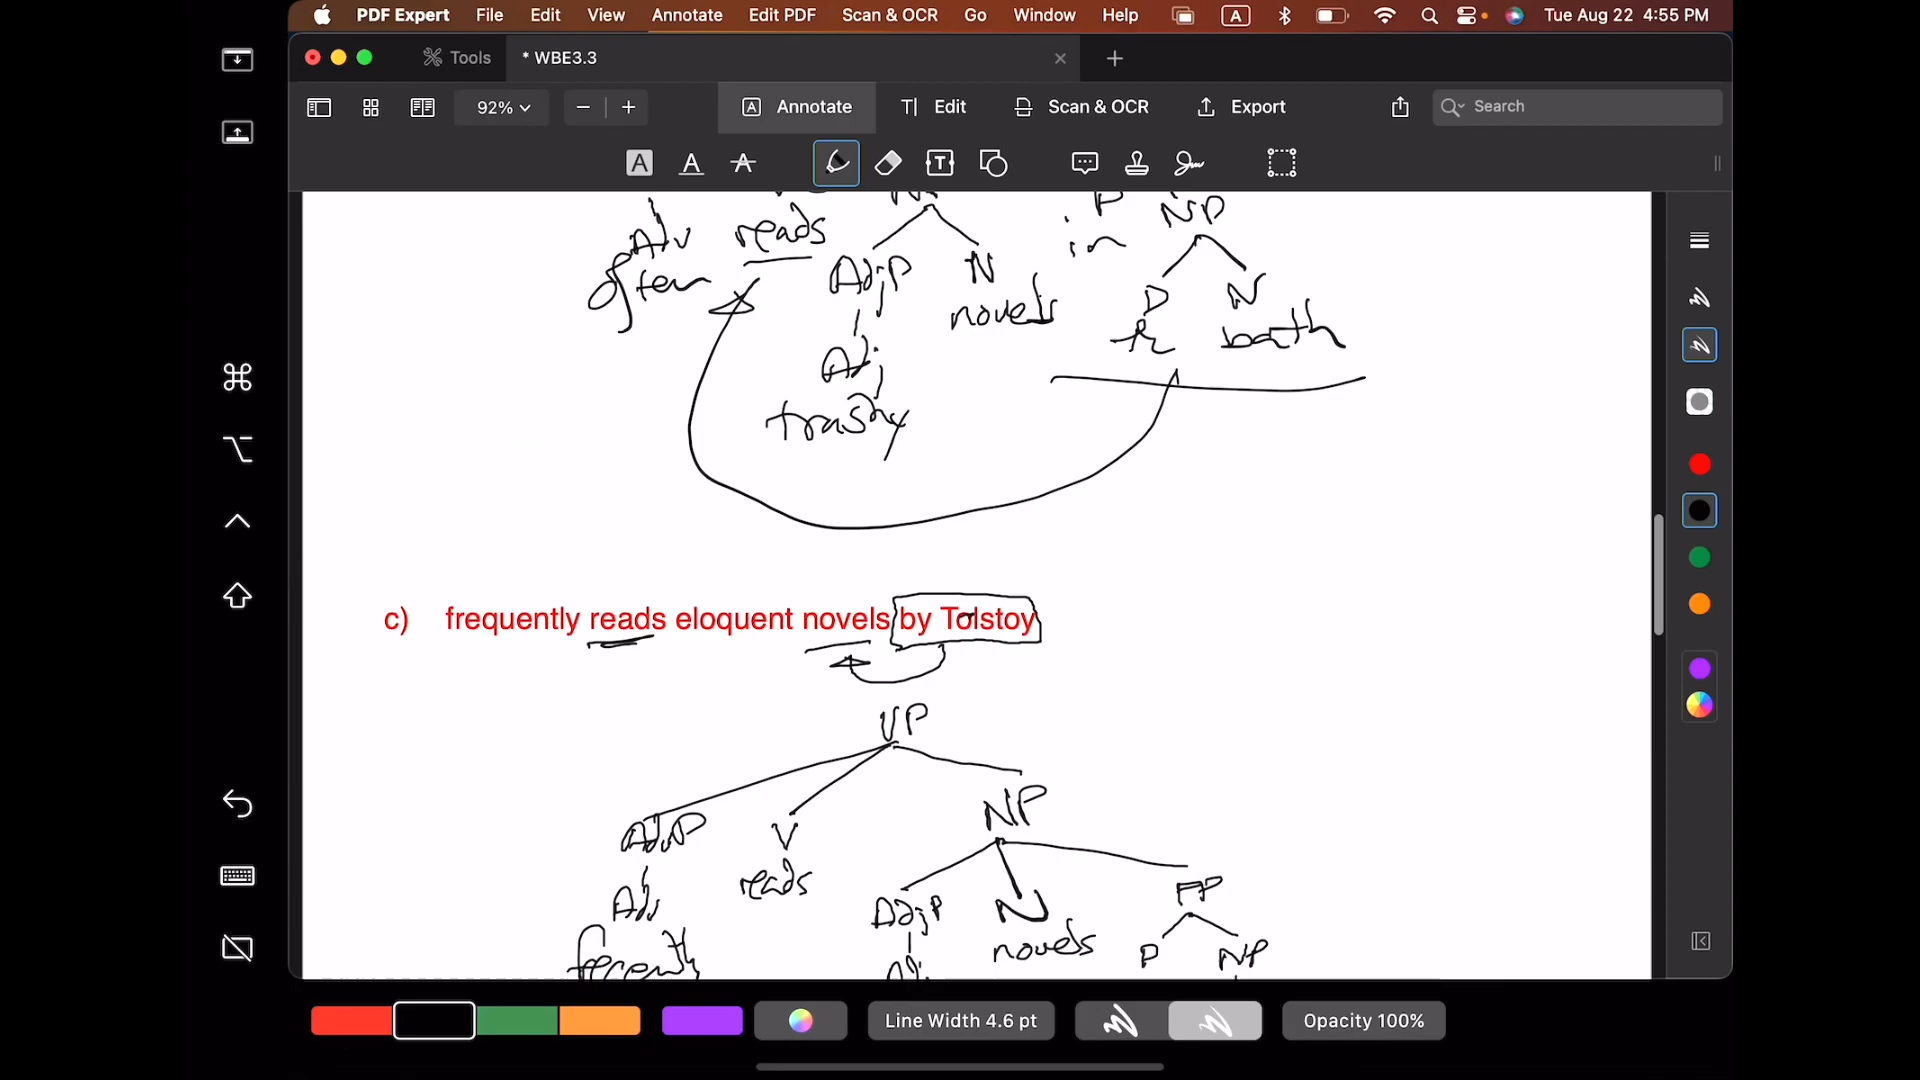 PDF Expert File Edit View Annotate Edit PDF Scan & OCR Go Window Help A Tue Aug 22 4:55 PM
Tools * WBE3.3
92% Annotate Edit Scan & OCR Export Search
P NP
Adv reads in
often AdjP N D N
novels the bath
Adj
trashy
c) frequently reads eloquent novels by Tolstoy
VP
AdvP V NP
reads
Adv AdjP N PP
novels P NP
Line Width 4.6 pt Opacity 100%